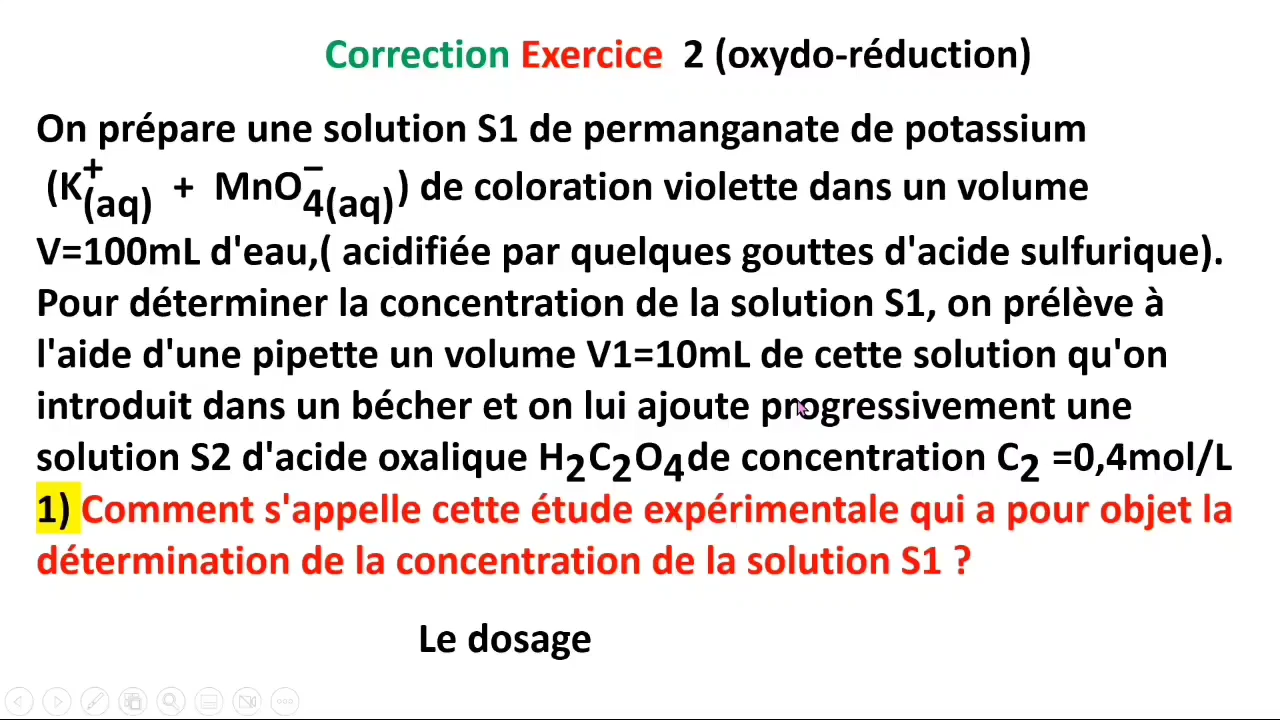 Correction Exercice 2 (oxydo-réduction)
On prépare une solution S1 de permanganate de potassium
(K⁺(aq) + MnO₄⁻(aq)) de coloration violette dans un volume
V=100mL d'eau,( acidifiée par quelques gouttes d'acide sulfurique).
Pour déterminer la concentration de la solution S1, on prélève à
l'aide d'une pipette un volume V1=10mL de cette solution qu'on
introduit dans un bécher et on lui ajoute progressivement une
solution S2 d'acide oxalique H₂C₂O₄de concentration C₂ =0,4mol/L
1) Comment s'appelle cette étude expérimentale qui a pour objet la
détermination de la concentration de la solution S1 ?
Le dosage